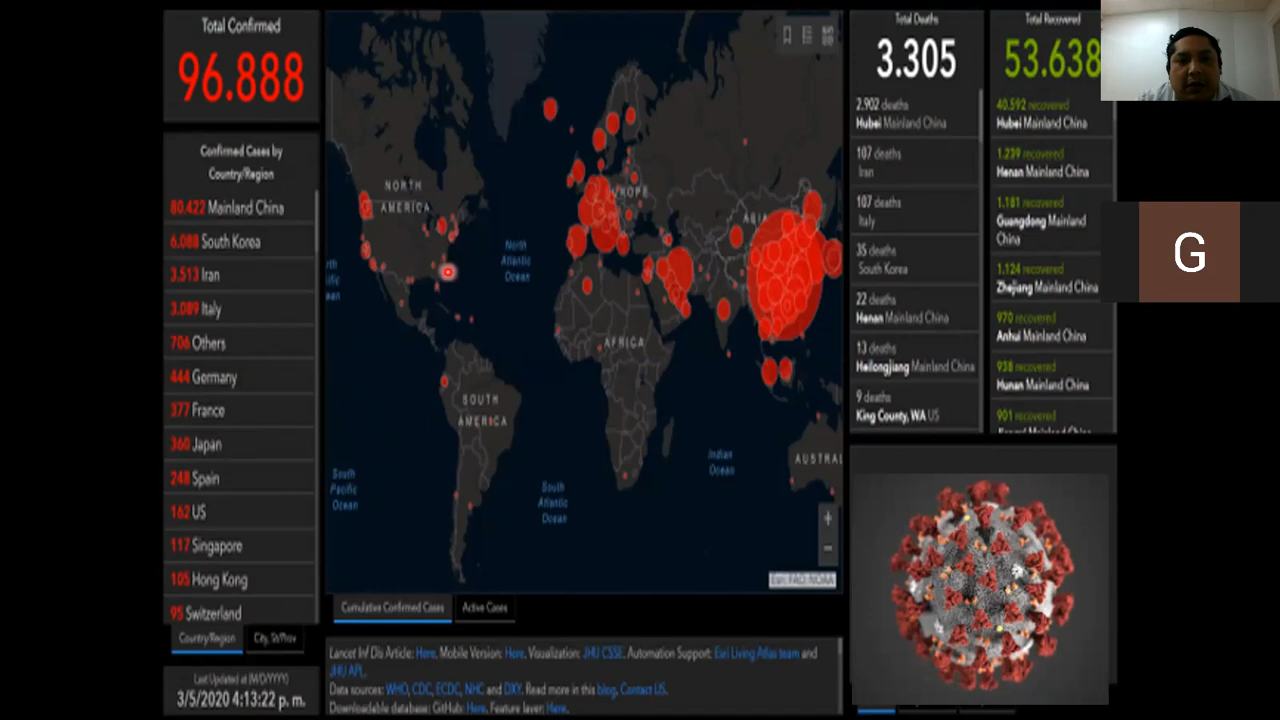 Total Confirmed
96.888
Confirmed Cases by
Country/Region
80.422 Mainland China
6.088 South Korea
3.513 Iran
3.089 Italy
706 Others
444 Germany
377 France
360 Japan
248 Spain
162 US
117 Singapore
105 Hong Kong
95 Switzerland
Country/Region
City, St/Prov
Last Updated at (M/D/YYYY)
3/5/2020 4:13:22 p. m.
NORTH
AMERICA
North
Atlantic
Ocean
EUROPE
ASIA
AFRICA
SOUTH
AMERICA
South
Pacific
Ocean
South
Atlantic
Ocean
Indian
Ocean
AUSTRAL
+
−
Esri, FAO, NOAA
Cumulative Confirmed Cases
Active Cases
Lancet Inf Dis Article: Here. Mobile Version: Here. Visualization: JHU CSSE. Automation Support: Esri Living Atlas team and
JHU APL.
Data sources: WHO, CDC, ECDC, NHC and DXY. Read more in this blog. Contact US.
Downloadable database: GitHub: Here. Feature layer: Here.
Total Deaths
3.305
2.902 deaths
Hubei Mainland China
107 deaths
Iran
107 deaths
Italy
35 deaths
South Korea
22 deaths
Henan Mainland China
13 deaths
Heilongjiang Mainland China
9 deaths
King County, WA US
Total Recovered
53.638
40.592 recovered
Hubei Mainland China
1.239 recovered
Henan Mainland China
1.181 recovered
Guangdong Mainland
China
1.124 recovered
Zhejiang Mainland China
970 recovered
Anhui Mainland China
938 recovered
Hunan Mainland China
901 recovered
G